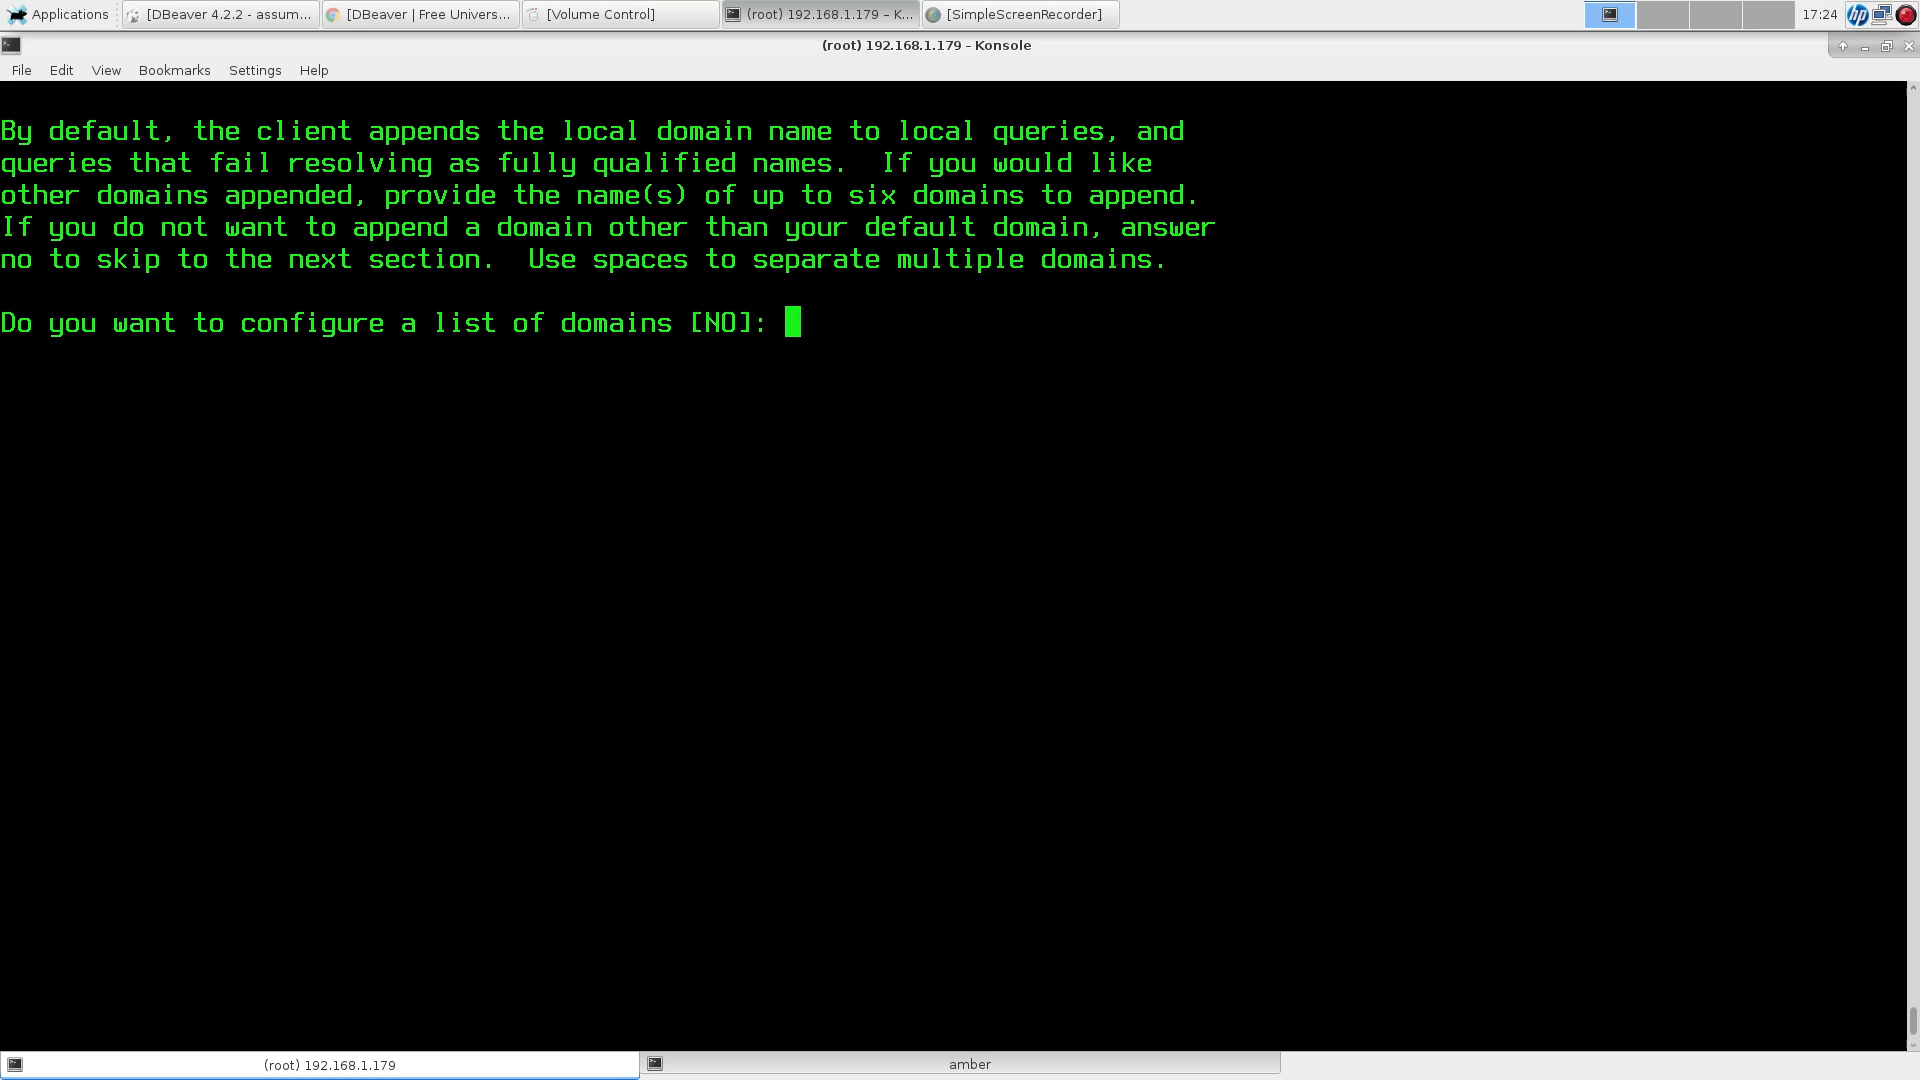 Applications [DBeaver 4.2.2 - assum... [DBeaver | Free Univers... [Volume Control] (root) 192.168.1.179 – K... [SimpleScreenRecorder] 17:24
(root) 192.168.1.179 – Konsole
File Edit View Bookmarks Settings Help
By default, the client appends the local domain name to local queries, and
queries that fail resolving as fully qualified names.  If you would like
other domains appended, provide the name(s) of up to six domains to append.
If you do not want to append a domain other than your default domain, answer
no to skip to the next section.  Use spaces to separate multiple domains.
Do you want to configure a list of domains [NO]:
(root) 192.168.1.179 amber